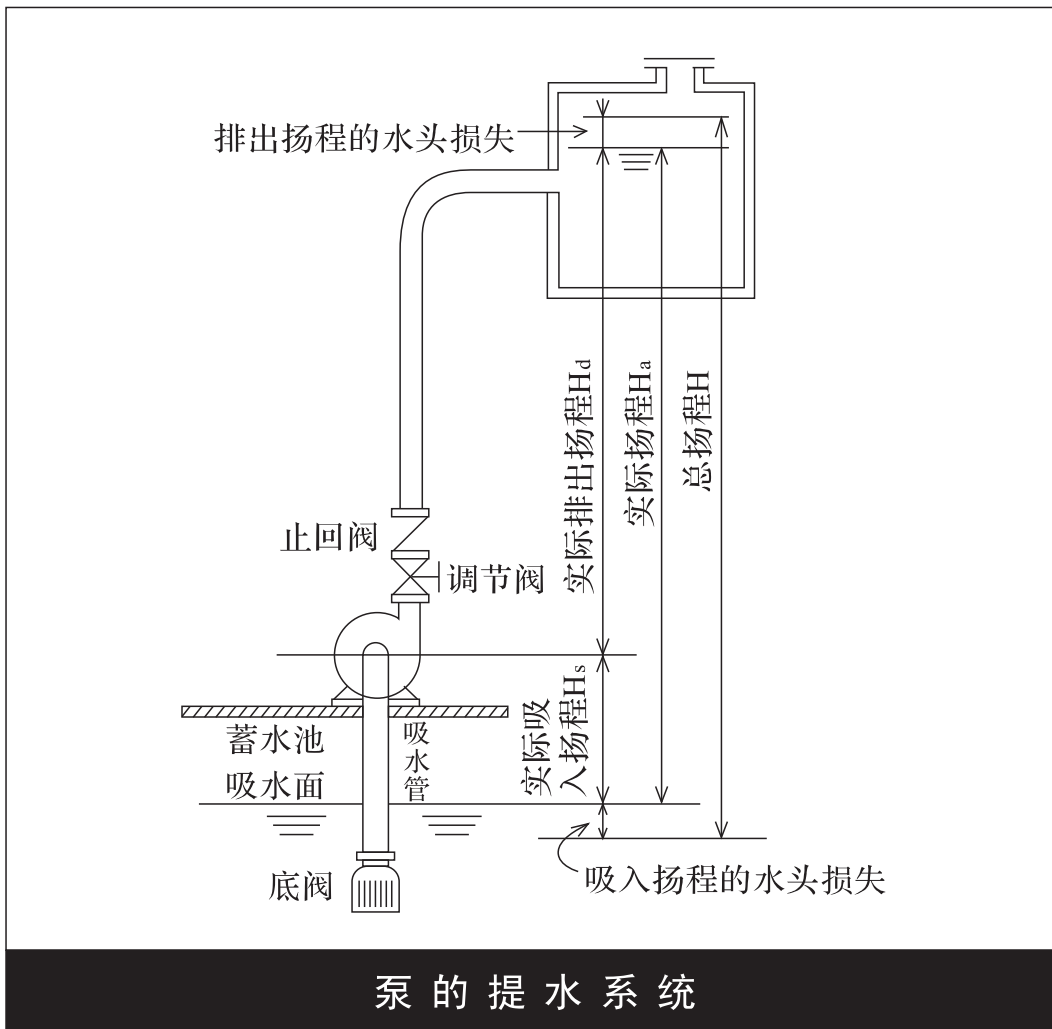 排出扬程的水头损失
实际排出扬程Hd
实际扬程Ha
总扬程H
止回阀
调节阀
实际吸
入扬程Hs
蓄水池
吸水面
吸水管
底阀
吸入扬程的水头损失
泵的提水系统